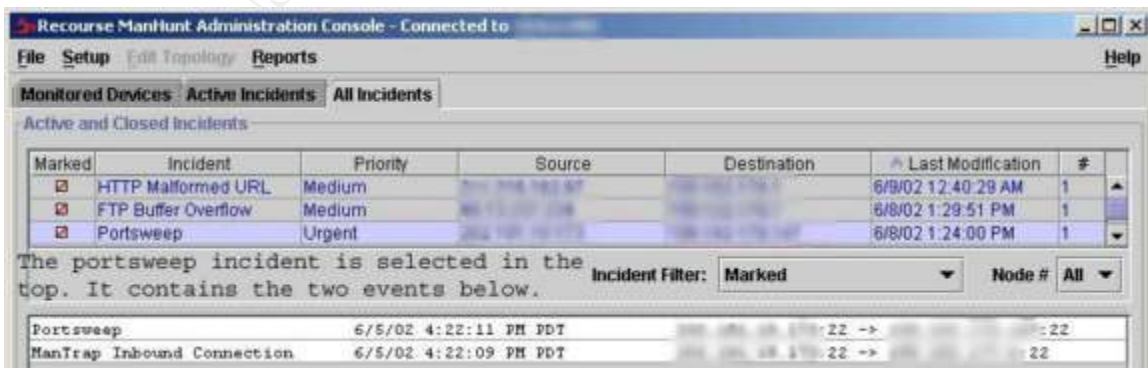 Recourse ManHunt Administration Console - Connected to
File Setup Edit Topology Reports Help
Monitored Devices Active Incidents All Incidents
Active and Closed Incidents
Marked Incident Priority Source Destination Last Modification #
HTTP Malformed URL Medium 6/9/02 12:40:29 AM 1
FTP Buffer Overflow Medium 6/8/02 1:29:51 PM 1
Portsweep Urgent 6/8/02 1:24:00 PM 1
The portsweep incident is selected in the
top. It contains the two events below.
Incident Filter: Marked Node # All
Portsweep 6/5/02 4:22:11 PM PDT :22 -> :22
ManTrap Inbound Connection 6/5/02 4:22:09 PM PDT :22 -> 22